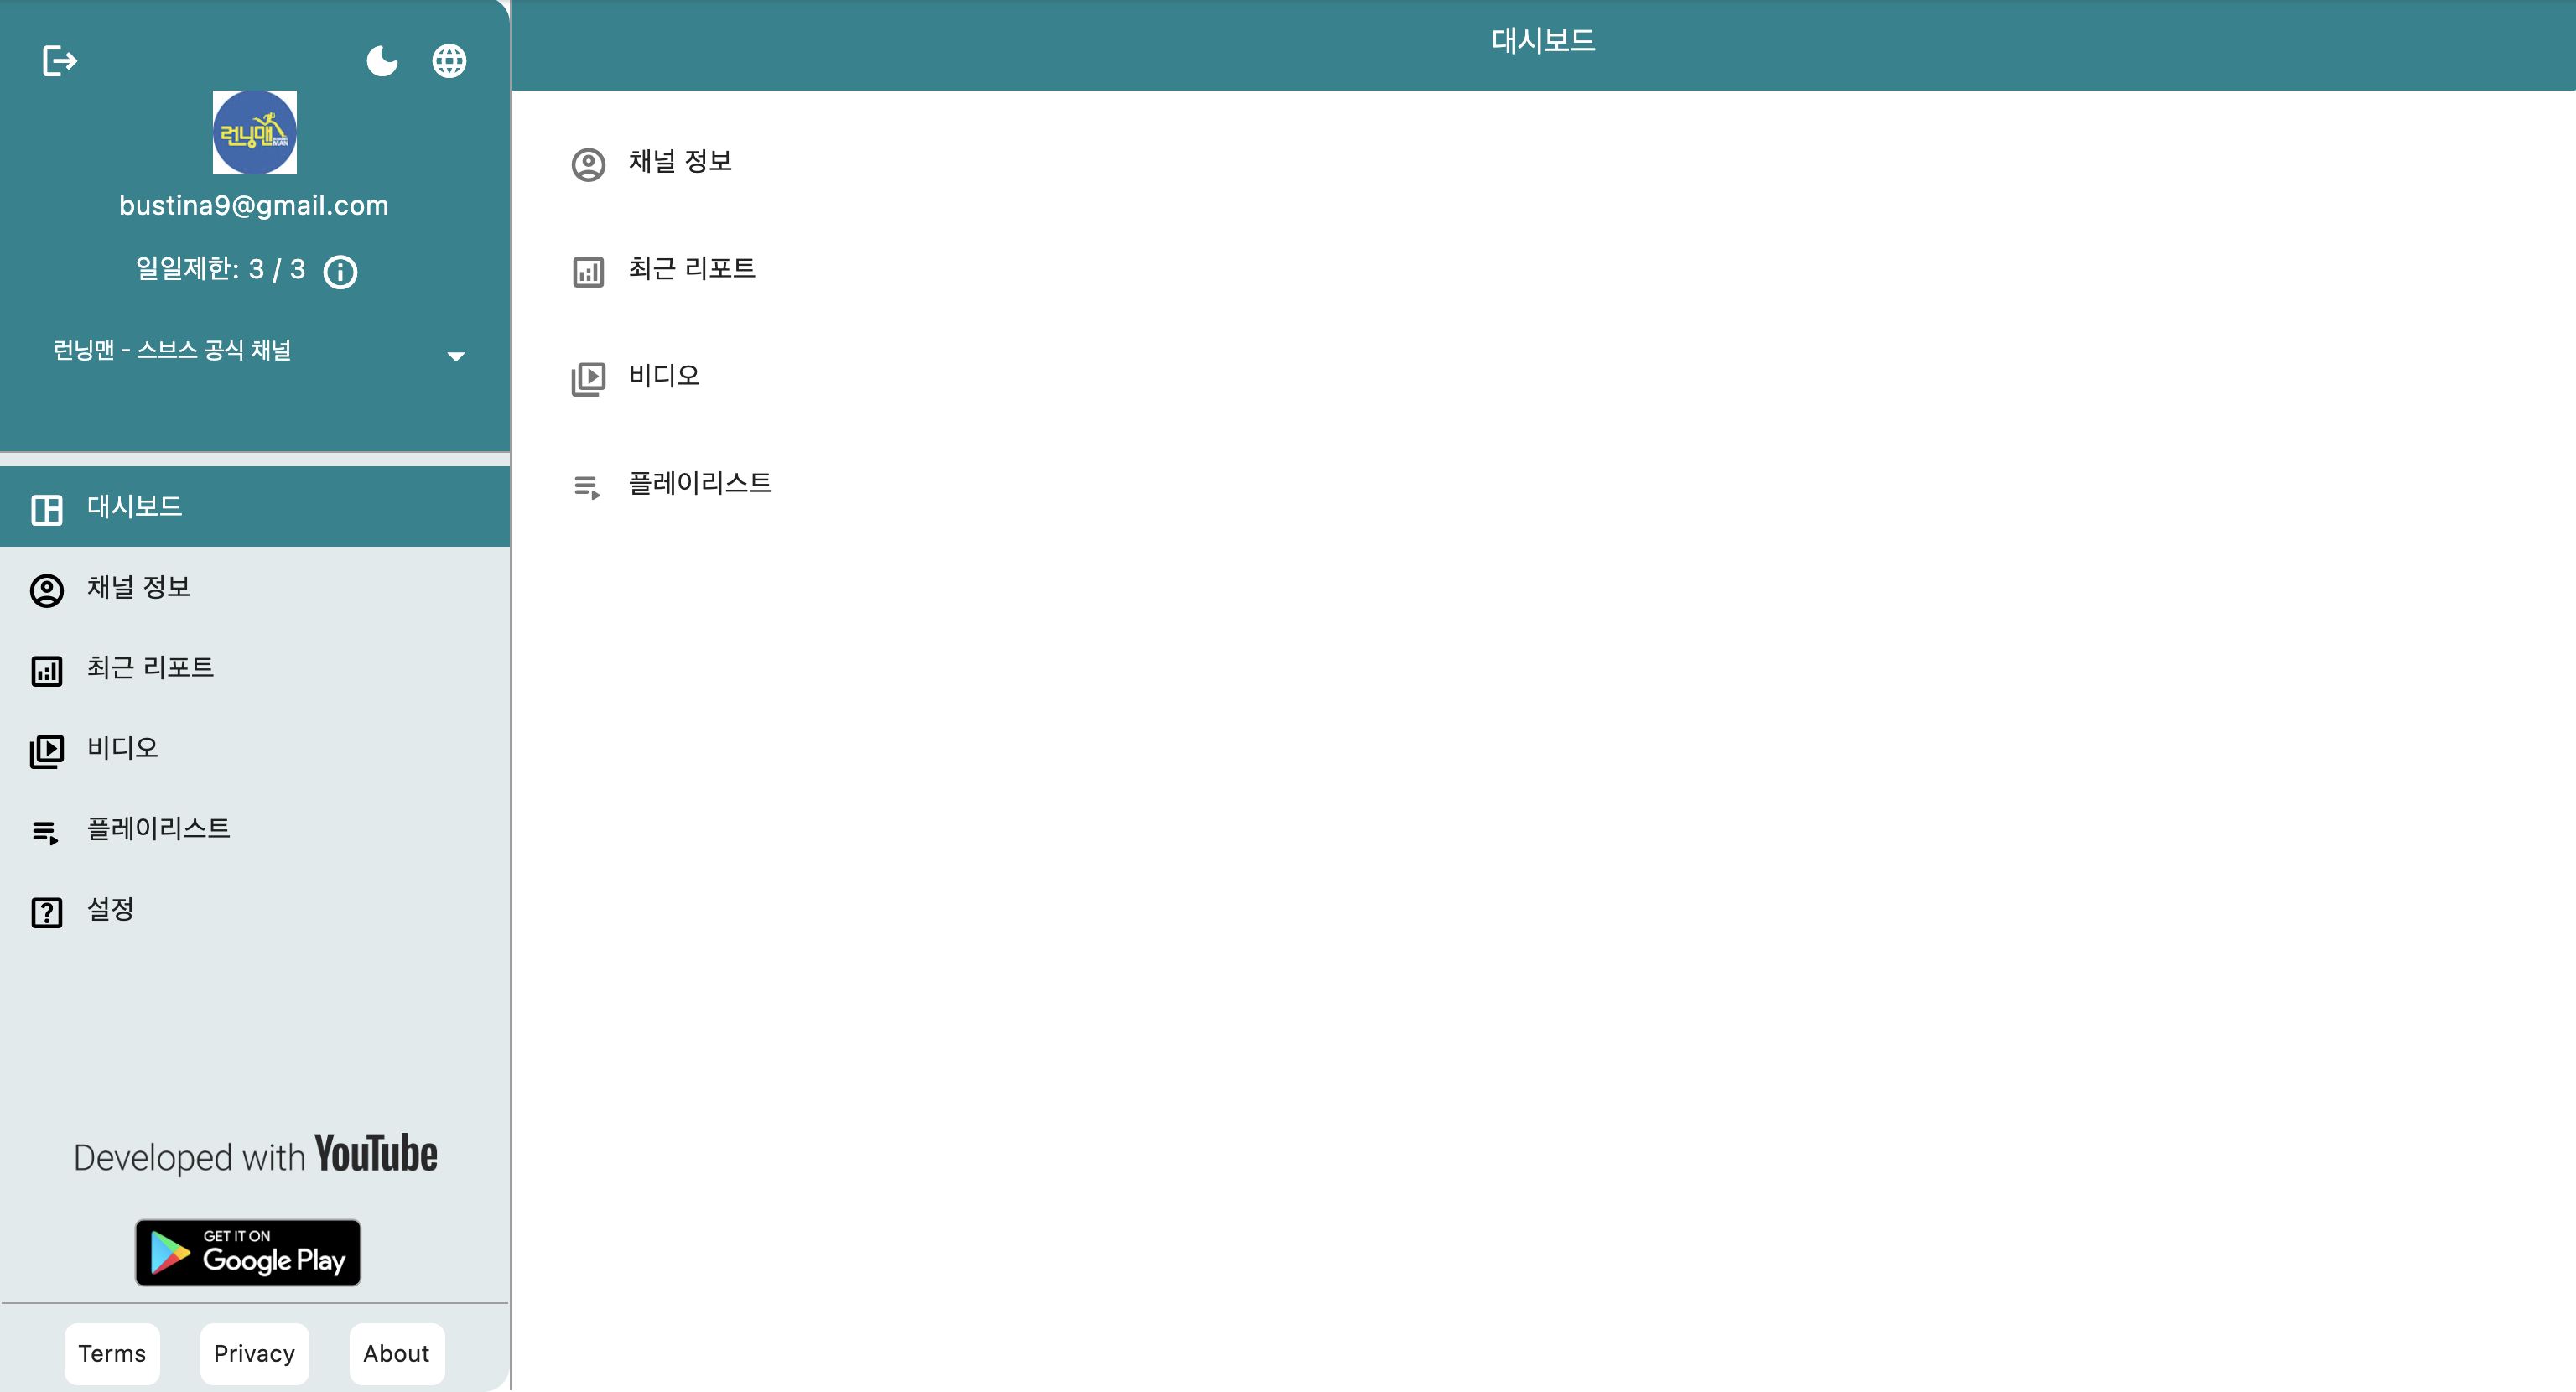 런닝맨
MAN
bustina9@gmail.com
일일제한: 3 / 3
런닝맨 - 스브스 공식 채널
대시보드
채널 정보
최근 리포트
비디오
플레이리스트
설정
Developed with YouTube
GET IT ON
Google Play
Terms
Privacy
About
대시보드
채널 정보
최근 리포트
비디오
플레이리스트